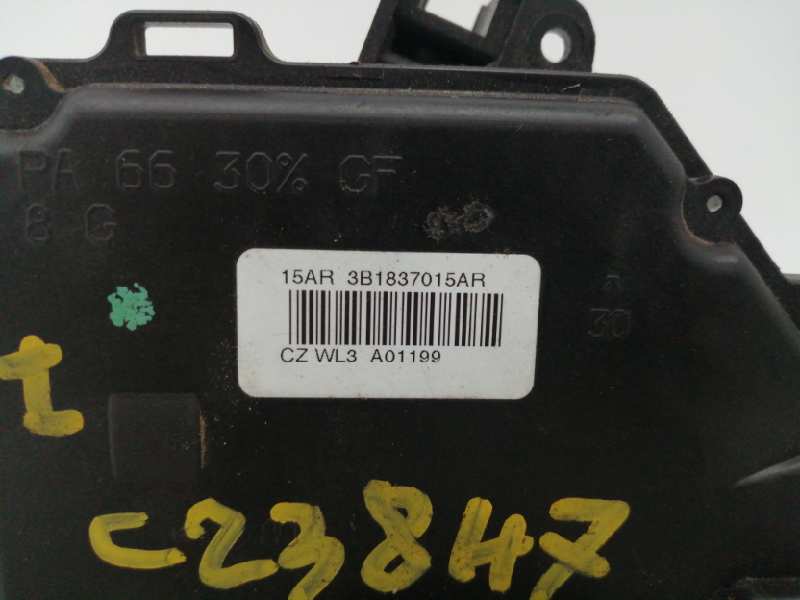 PA 66 30% GF
8 G
15AR 3B1837015AR
30
CZ WL3 A01199
C23847